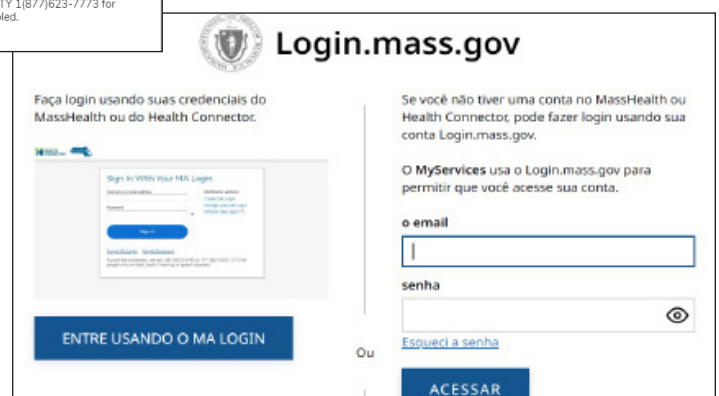 TY 1(877)623-7773 for
Login.mass.gov
Faça login usando suas credenciais do
MassHealth ou do Health Connector.
Sign In With Your MA Login
Password
Sign In
ENTRE USANDO O MA LOGIN
Ou
Se você não tiver uma conta no MassHealth ou
Health Connector, pode fazer login usando sua
conta Login.mass.gov.
O MyServices usa o Login.mass.gov para
permitir que você acesse sua conta.
o email
senha
Esqueci a senha
ACESSAR